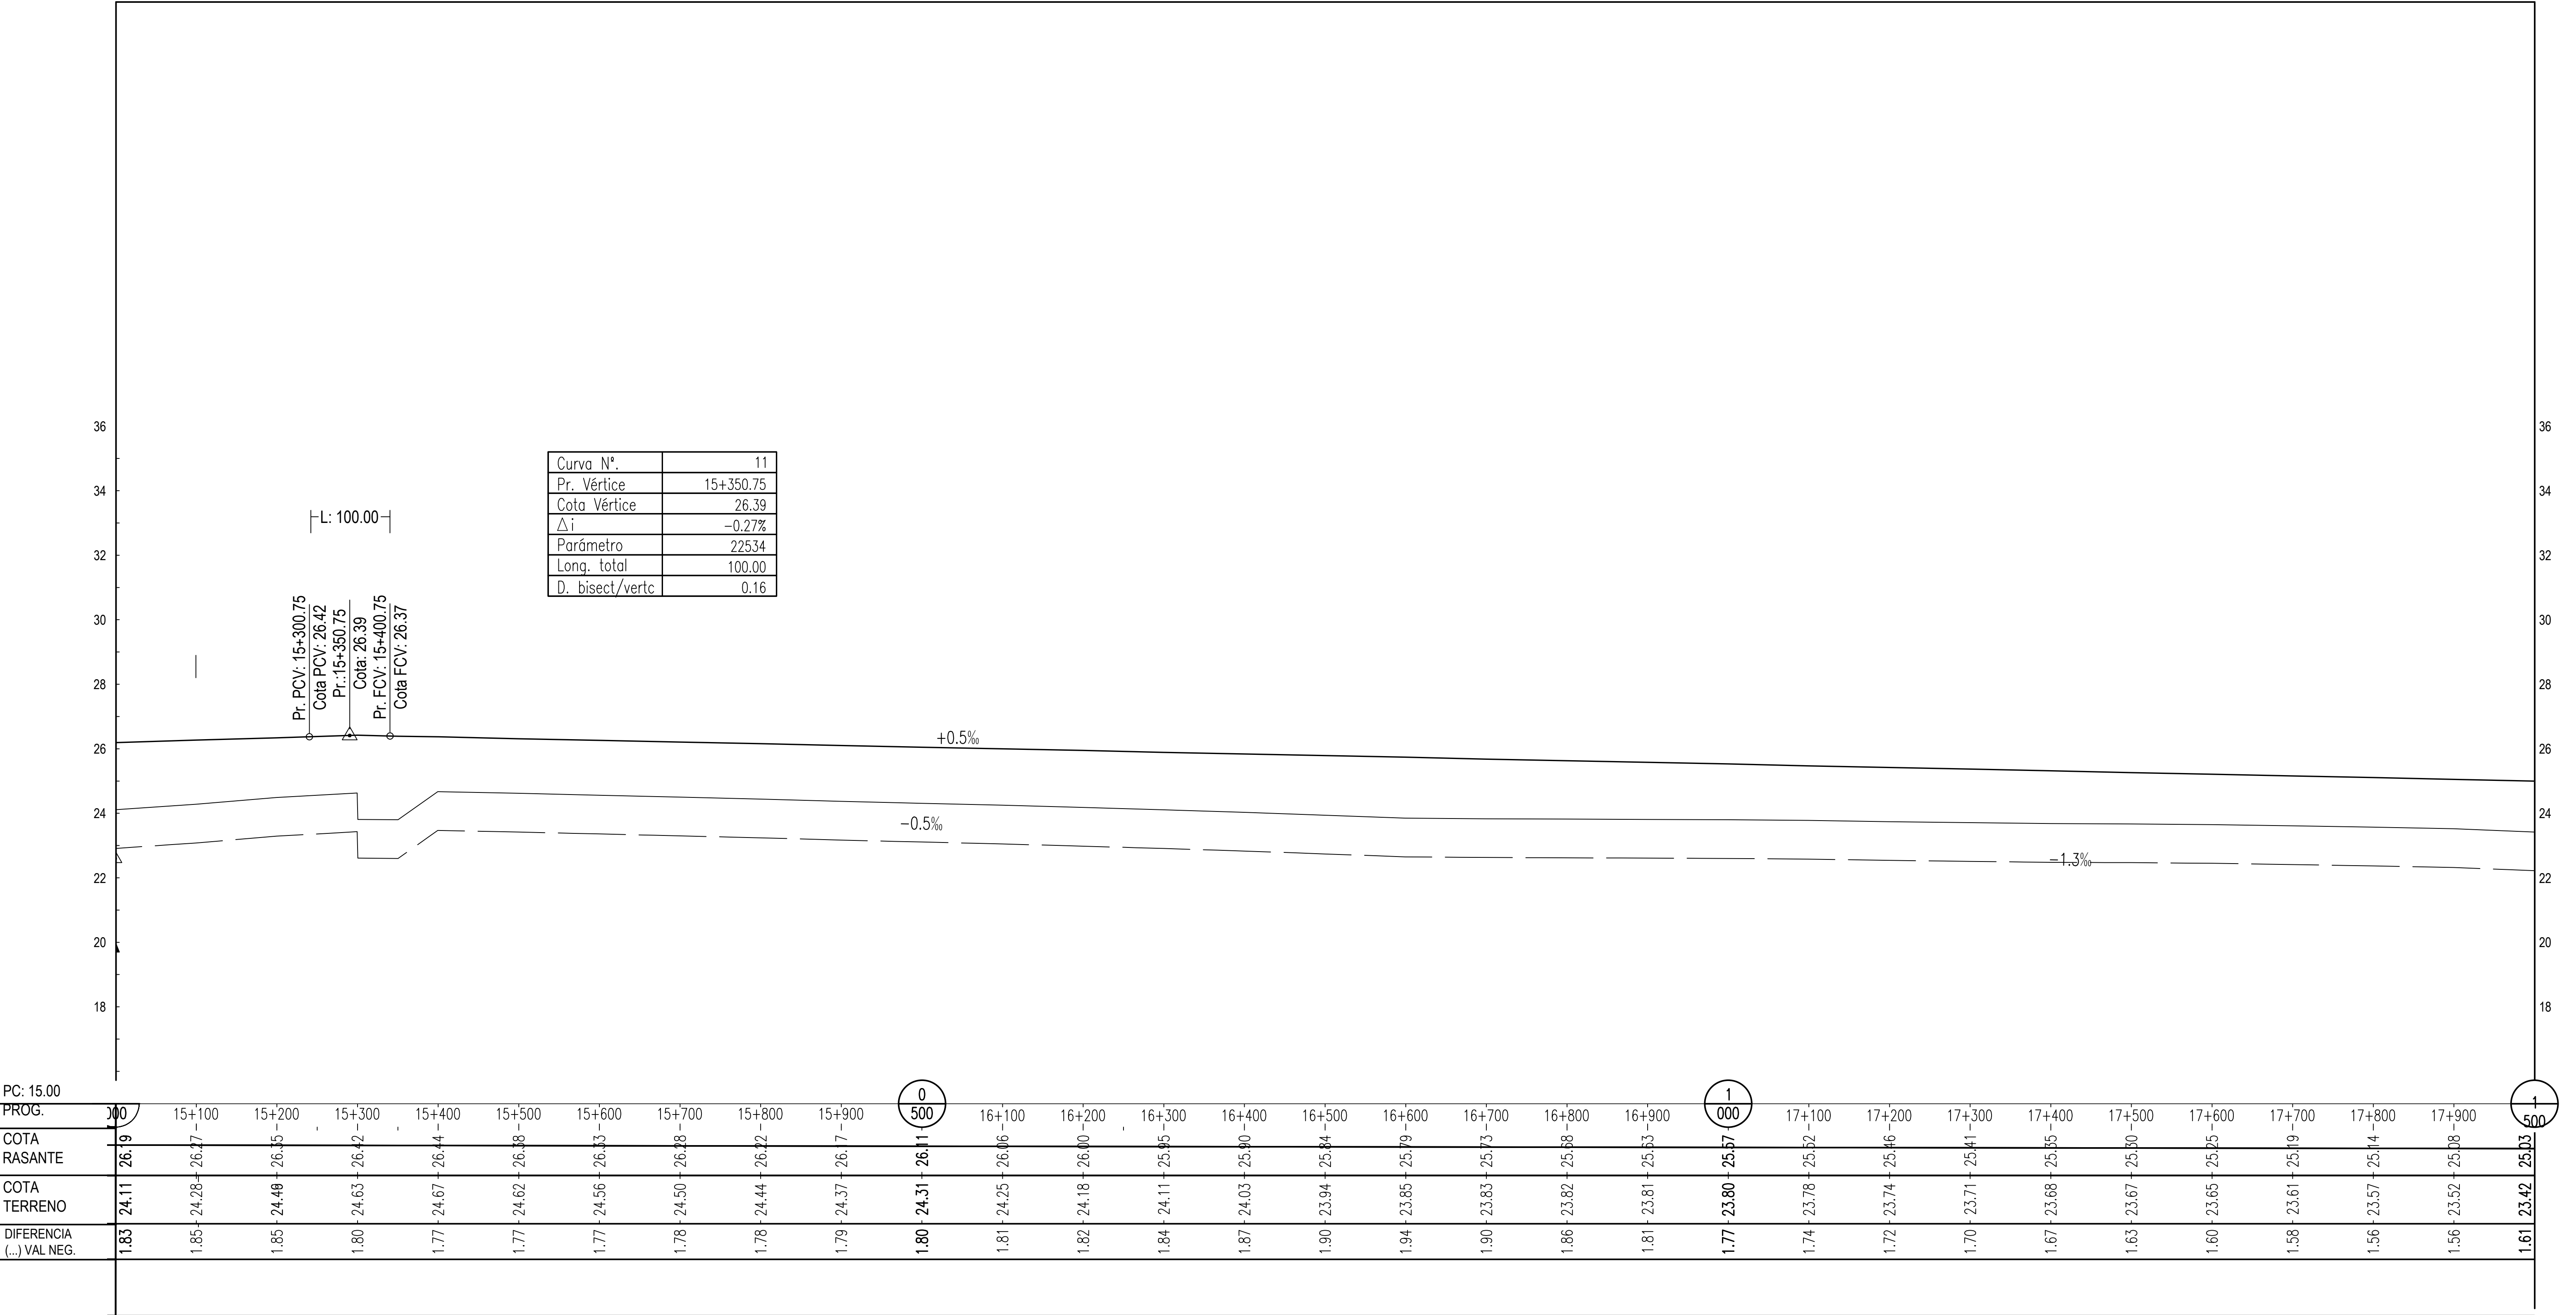 36
36
Curva Nº. 11
Pr. Vértice 15+350.75
Cota Vértice 26.39
△i -0.27%
Parámetro 22534
Long. total 100.00
D. bisect/vertc 0.16
34
34
L: 100.00
32
32
30
30
Pr. PCV: 15+300.75
Cota PCV: 26.42
Pr.:15+350.75
Cota: 26.39
Pr. FCV: 15+400.75
Cota FCV: 26.37
28
28
26
+0.5‰
26
24
-0.5‰
24
22
-1.3‰
22
20
20
18
18
PC: 15.00
PROG. 000 15+100 15+200 15+300 15+400 15+500 15+600 15+700 15+800 15+900 0 500 16+100 16+200 16+300 16+400 16+500 16+600 16+700 16+800 16+900 1 000 17+100 17+200 17+300 17+400 17+500 17+600 17+700 17+800 17+900 1 500
COTA
RASANTE 26.19 26.27 26.35 26.42 26.44 26.38 26.33 26.28 26.22 26.17 26.11 26.06 26.00 25.95 25.90 25.84 25.79 25.73 25.68 25.63 25.57 25.52 25.46 25.41 25.35 25.30 25.25 25.19 25.14 25.08 25.03
COTA
TERRENO 24.11 24.28 24.63 24.67 24.62 24.56 24.50 24.44 24.37 24.31 24.25 24.18 24.11 24.03 23.94 23.85 23.83 23.82 23.81 23.80 23.78 23.74 23.71 23.68 23.67 23.65 23.61 23.57 23.52 23.42
DIFERENCIA
(...) VAL NEG. 1.83 1.85 1.85 1.80 1.77 1.77 1.77 1.78 1.78 1.79 1.80 1.81 1.82 1.84 1.87 1.90 1.94 1.90 1.86 1.81 1.77 1.74 1.72 1.70 1.67 1.63 1.60 1.58 1.56 1.56 1.61